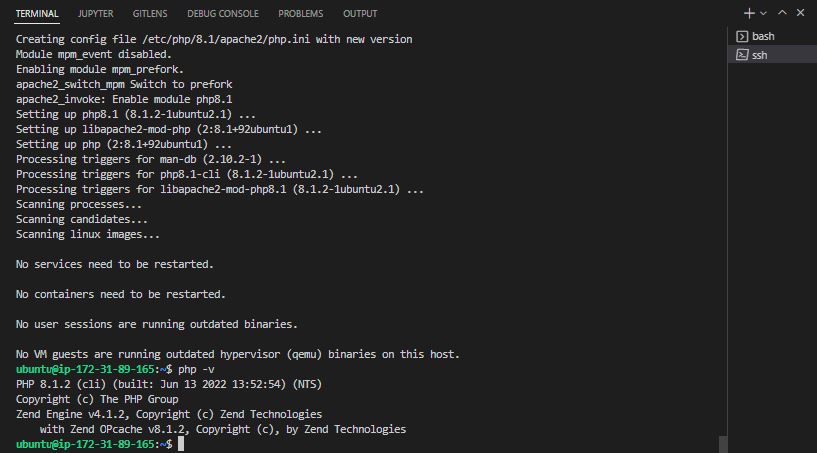 TERMINAL JUPYTER GITLENS DEBUG CONSOLE PROBLEMS OUTPUT
bash
ssh
Creating config file /etc/php/8.1/apache2/php.ini with new version
Module mpm_event disabled.
Enabling module mpm_prefork.
apache2_switch_mpm Switch to prefork
apache2_invoke: Enable module php8.1
Setting up php8.1 (8.1.2-1ubuntu2.1) ...
Setting up libapache2-mod-php (2:8.1+92ubuntu1) ...
Setting up php (2:8.1+92ubuntu1) ...
Processing triggers for man-db (2.10.2-1) ...
Processing triggers for php8.1-cli (8.1.2-1ubuntu2.1) ...
Processing triggers for libapache2-mod-php8.1 (8.1.2-1ubuntu2.1) ...
Scanning processes...
Scanning candidates...
Scanning linux images...
No services need to be restarted.
No containers need to be restarted.
No user sessions are running outdated binaries.
No VM guests are running outdated hypervisor (qemu) binaries on this host.
ubuntu@ip-172-31-89-165:~$ php -v
PHP 8.1.2 (cli) (built: Jun 13 2022 13:52:54) (NTS)
Copyright (c) The PHP Group
Zend Engine v4.1.2, Copyright (c) Zend Technologies
    with Zend OPcache v8.1.2, Copyright (c), by Zend Technologies
ubuntu@ip-172-31-89-165:~$